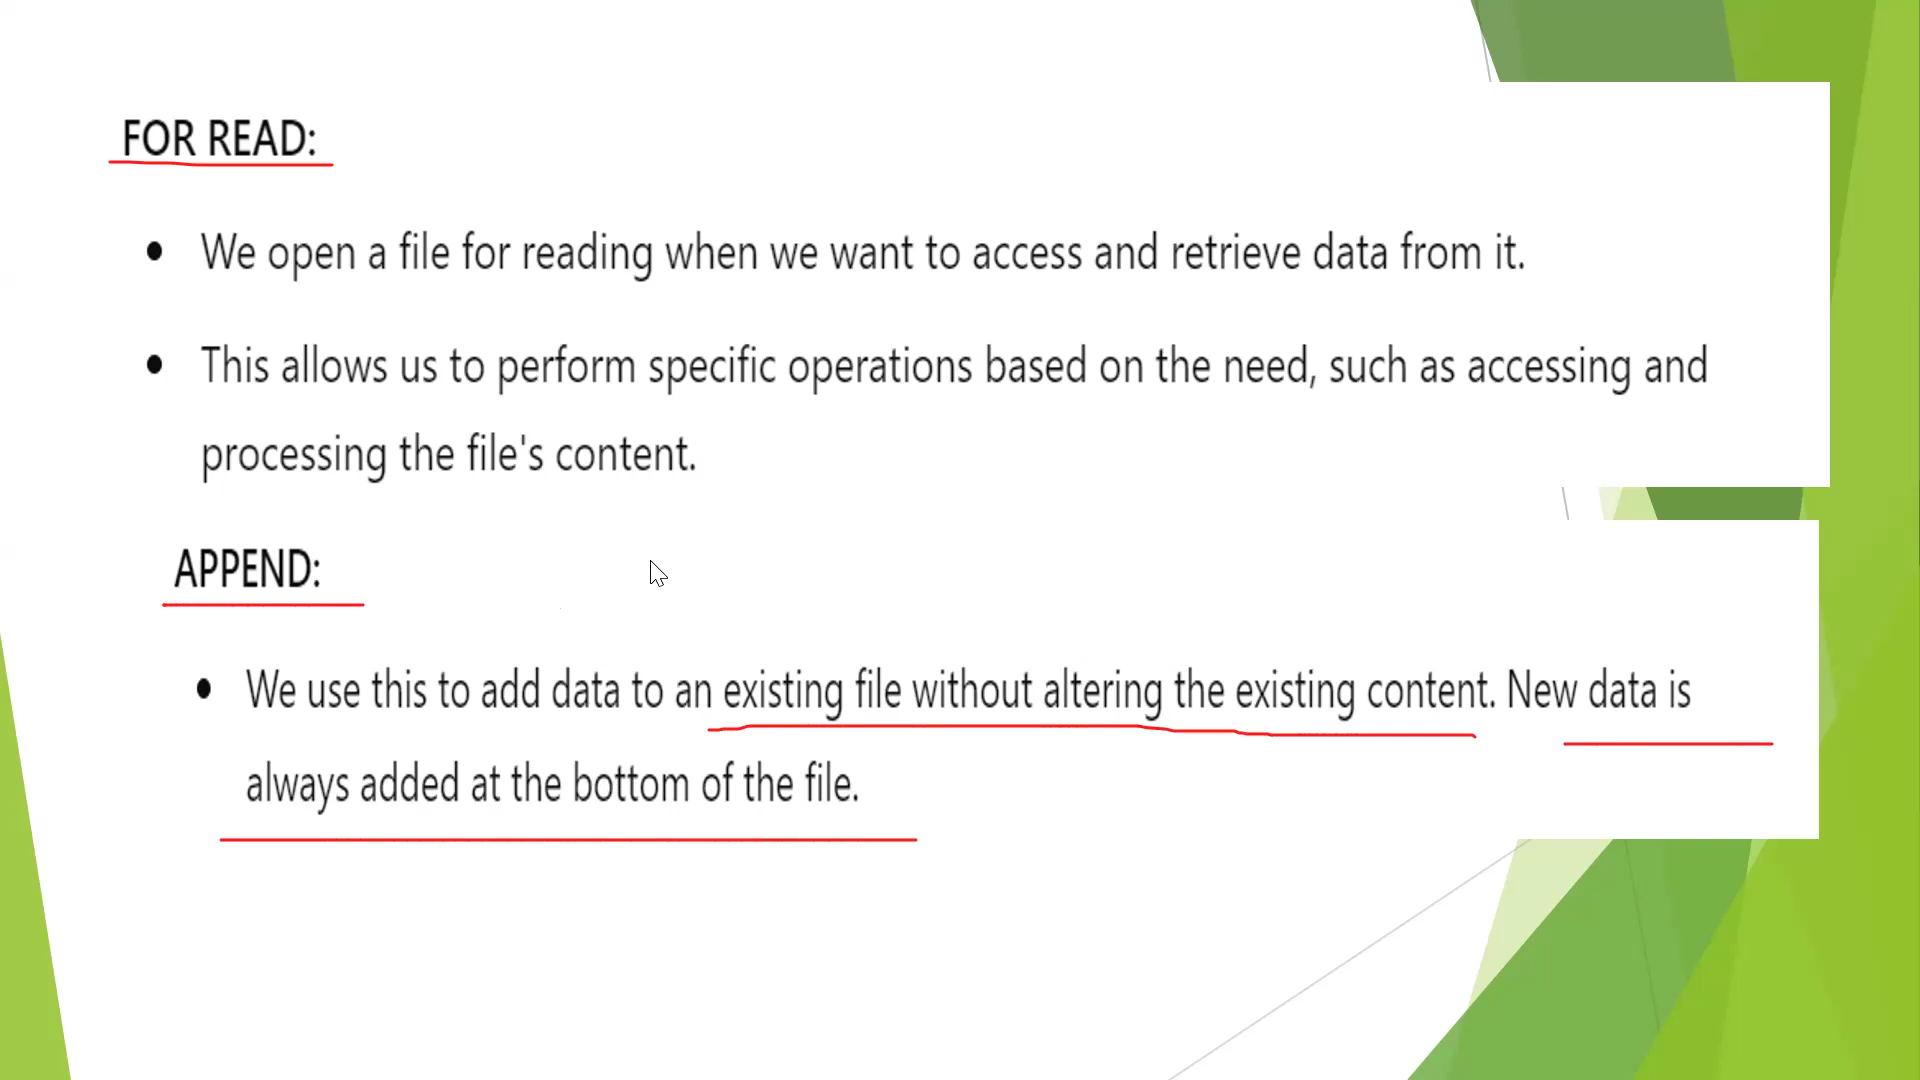 FOR READ:
• We open a file for reading when we want to access and retrieve data from it.
• This allows us to perform specific operations based on the need, such as accessing and
processing the file's content.
APPEND:
• We use this to add data to an existing file without altering the existing content. New data is
always added at the bottom of the file.